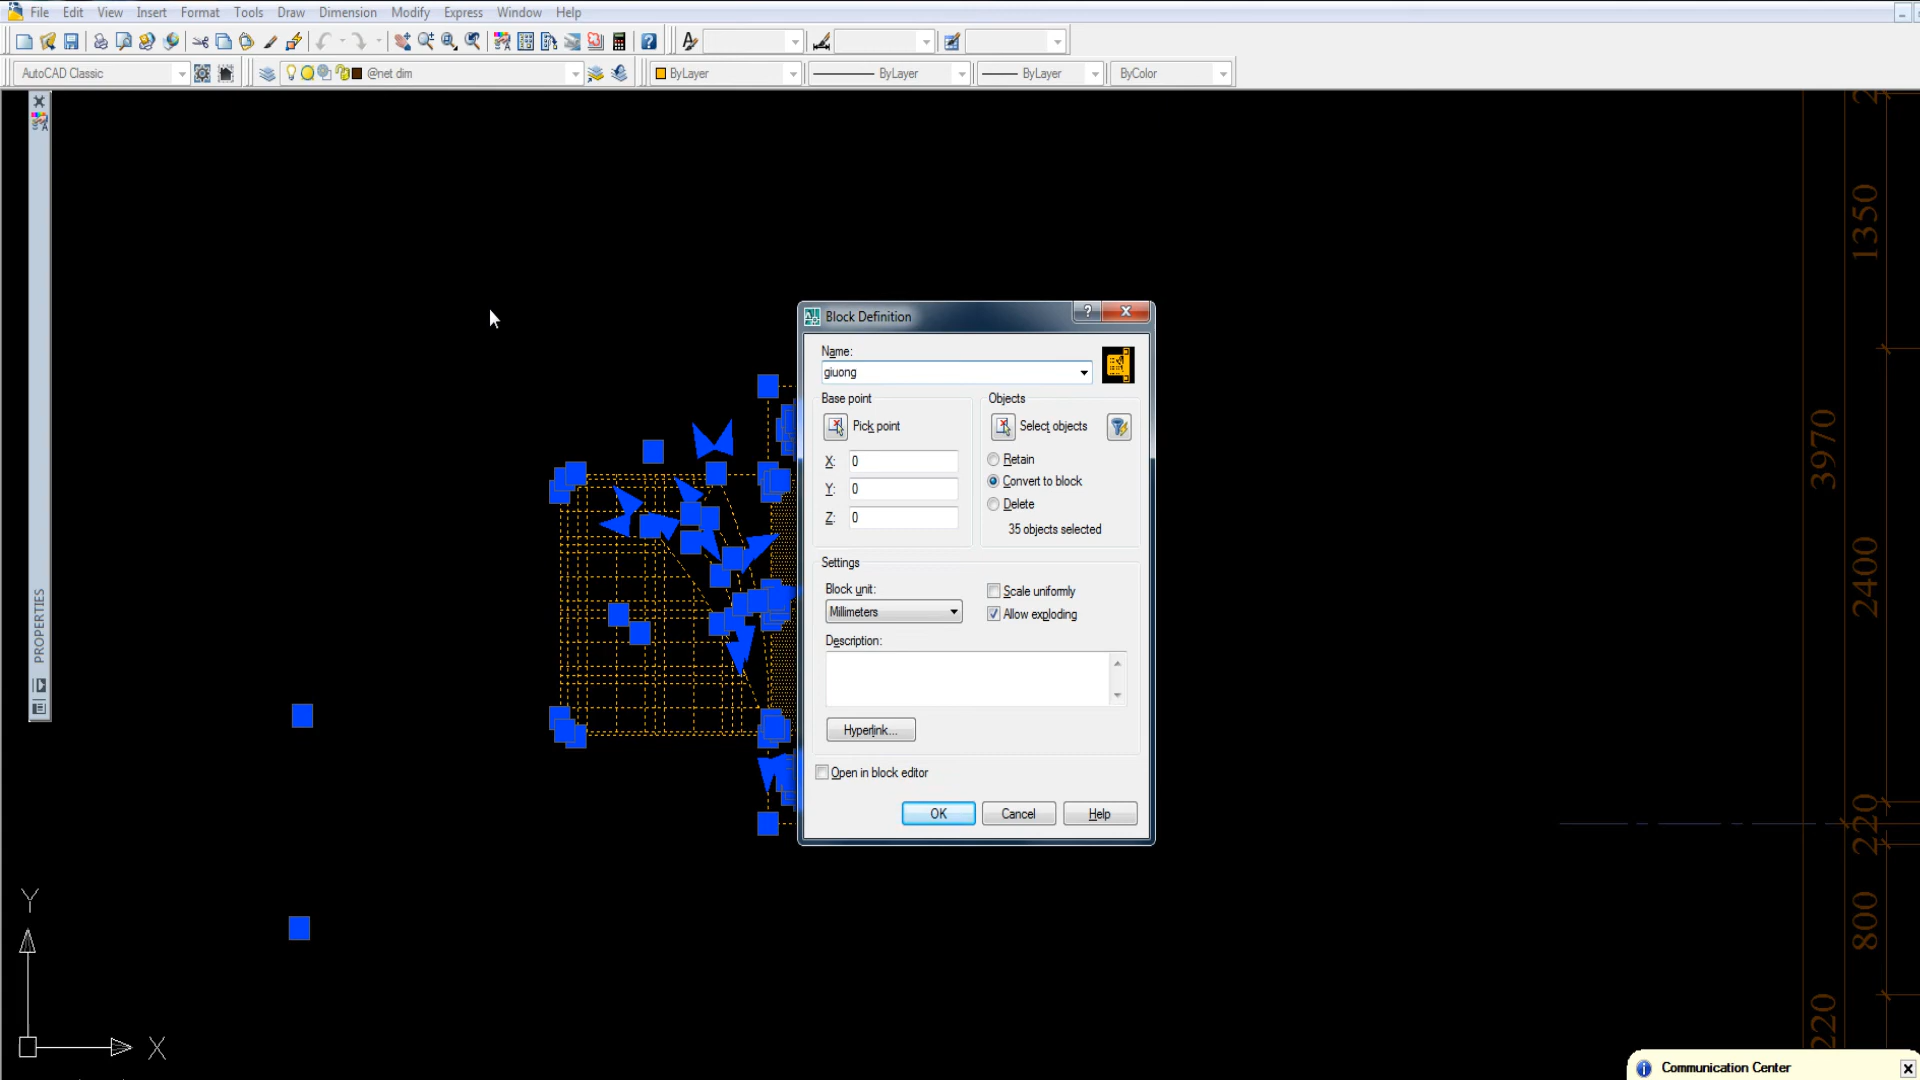 File Edit View Insert Format Tools Draw Dimension Modify Express Window Help
AutoCAD Classic @net dim ByLayer ByLayer ByLayer ByColor
PROPERTIES
Block Definition
Name:
giuong
Base point
Pick point
X: 0
Y: 0
Z: 0
Objects
Select objects
Retain
Convert to block
Delete
35 objects selected
Settings
Block unit:
Millimeters
Scale uniformly
Allow exploding
Description:
Hyperlink...
Open in block editor
OK Cancel Help
1350
3970
2400
220
800
220
Y
X
Communication Center